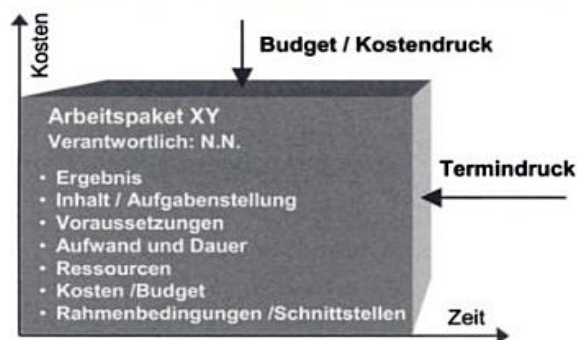 Kosten
Budget / Kostendruck
Arbeitspaket XY
Verantwortlich: N.N.
• Ergebnis
• Inhalt / Aufgabenstellung
• Voraussetzungen
• Aufwand und Dauer
• Ressourcen
• Kosten /Budget
• Rahmenbedingungen /Schnittstellen
Termindruck
Zeit